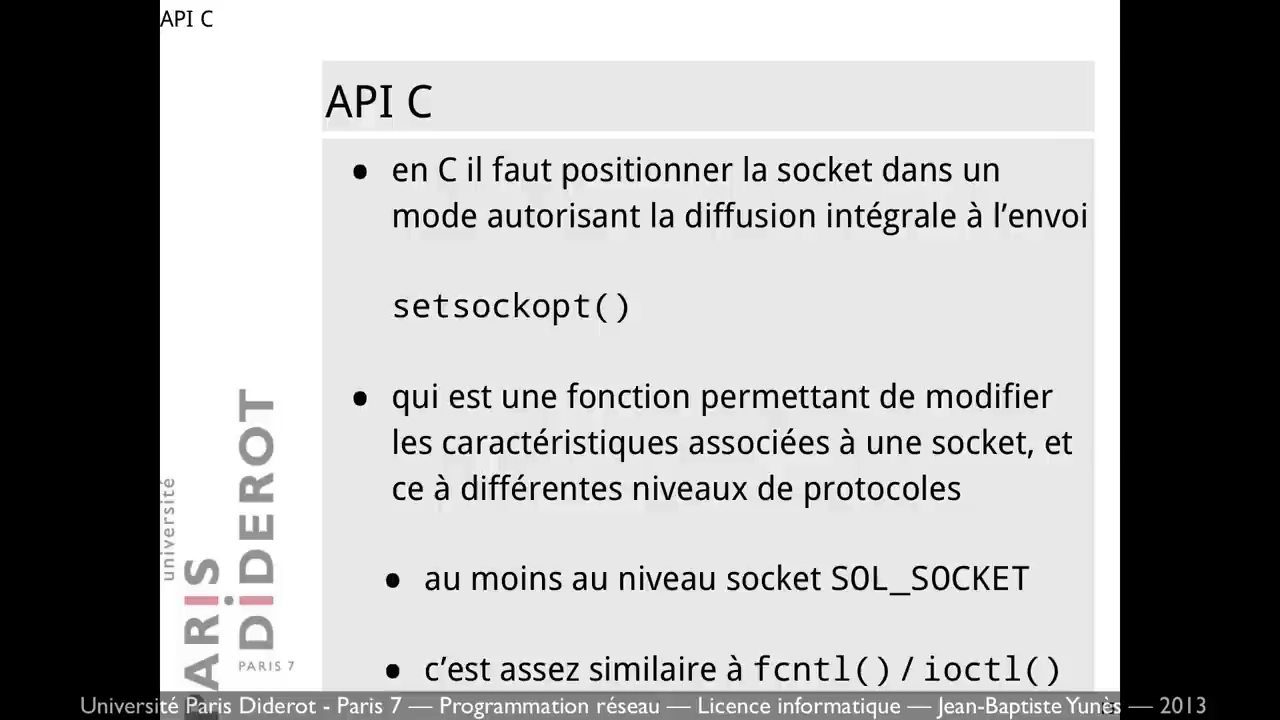 API C
API C
• en C il faut positionner la socket dans un
mode autorisant la diffusion intégrale à l’envoi
setsockopt()
• qui est une fonction permettant de modifier
les caractéristiques associées à une socket, et
ce à différentes niveaux de protocoles
• au moins au niveau socket SOL_SOCKET
• c’est assez similaire à fcntl()/ioctl()
université
PARIS
DiDEROT
PARIS 7
Université Paris Diderot - Paris 7 — Programmation réseau — Licence informatique — Jean-Baptiste Yunès — 2013